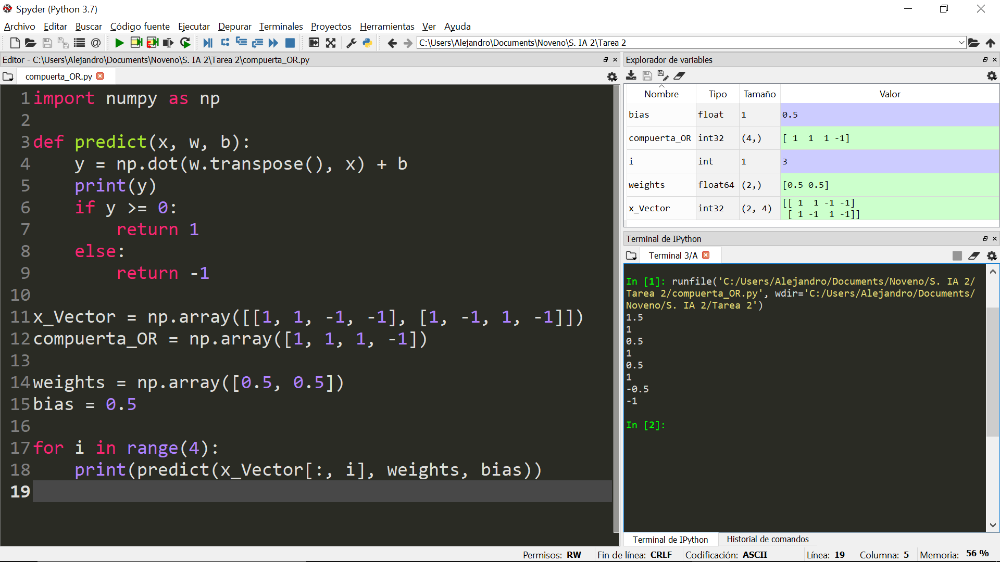 Spyder (Python 3.7)
Archivo Editar Buscar Código fuente Ejecutar Depurar Terminales Proyectos Herramientas Ver Ayuda
C:\Users\Alejandro\Documents\Noveno\S. IA 2\Tarea 2
Editor - C:\Users\Alejandro\Documents\Noveno\S. IA 2\Tarea 2\compuerta_OR.py
compuerta_OR.py
1 import numpy as np
2
3 def predict(x, w, b):
4     y = np.dot(w.transpose(), x) + b
5     print(y)
6     if y >= 0:
7         return 1
8     else:
9         return -1
10
11 x_Vector = np.array([[1, 1, -1, -1], [1, -1, 1, -1]])
12 compuerta_OR = np.array([1, 1, 1, -1])
13
14 weights = np.array([0.5, 0.5])
15 bias = 0.5
16
17 for i in range(4):
18     print(predict(x_Vector[:, i], weights, bias))
19
Explorador de variables
Nombre Tipo Tamaño Valor
bias float 1 0.5
compuerta_OR int32 (4,) [ 1  1  1 -1]
i int 1 3
weights float64 (2,) [0.5 0.5]
x_Vector int32 (2, 4) [[ 1  1 -1 -1]
[ 1 -1  1 -1]]
Terminal de IPython
Terminal 3/A
In [1]: runfile('C:/Users/Alejandro/Documents/Noveno/S. IA 2/
Tarea 2/compuerta_OR.py', wdir='C:/Users/Alejandro/Documents/
Noveno/S. IA 2/Tarea 2')
1.5
1
0.5
1
0.5
1
-0.5
-1
In [2]:
Terminal de IPython Historial de comandos
Permisos: RW Fin de línea: CRLF Codificación: ASCII Línea: 19 Columna: 5 Memoria: 56 %